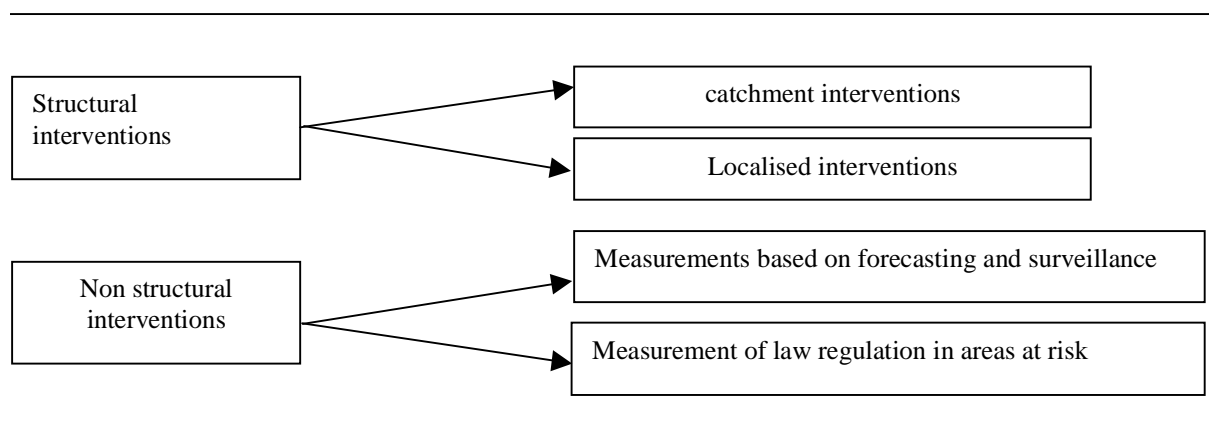 Structural
interventions
catchment interventions
Localised interventions
Non structural
interventions
Measurements based on forecasting and surveillance
Measurement of law regulation in areas at risk